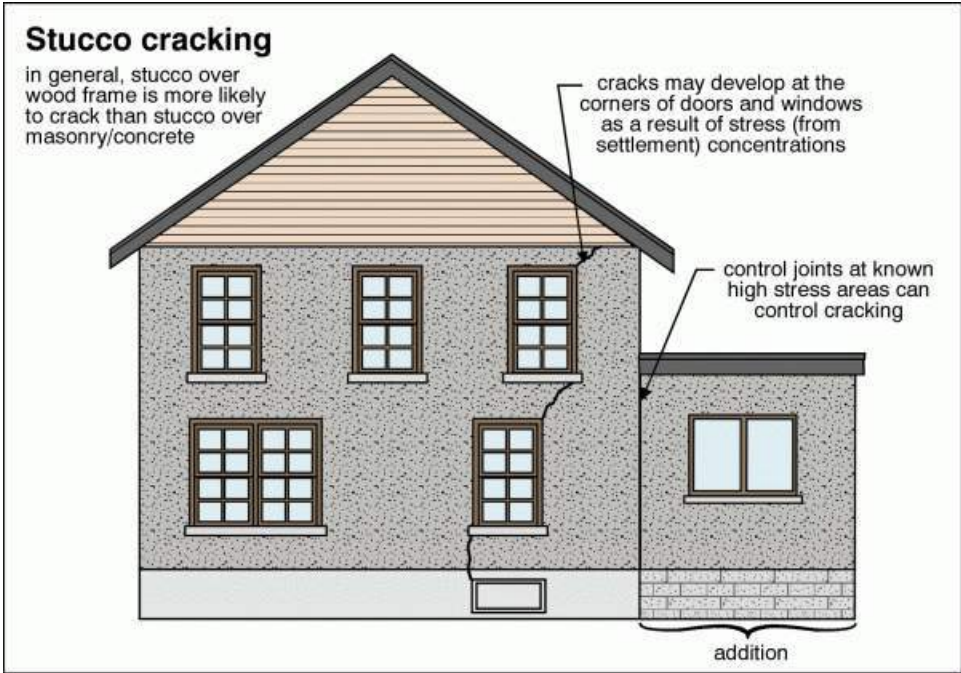 Stucco cracking
in general, stucco over
wood frame is more likely
to crack than stucco over
masonry/concrete
cracks may develop at the
corners of doors and windows
as a result of stress (from
settlement) concentrations
control joints at known
high stress areas can
control cracking
addition